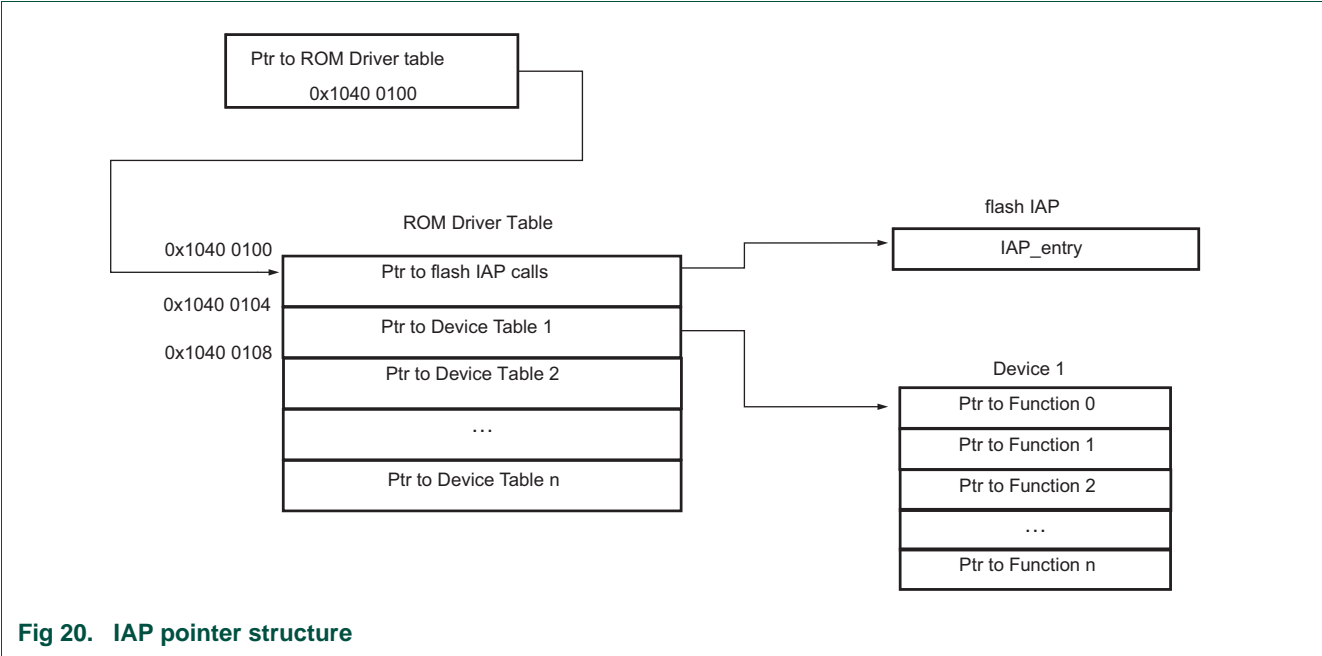 Ptr to ROM Driver table
0x1040 0100
ROM Driver Table
0x1040 0100
Ptr to flash IAP calls
0x1040 0104
Ptr to Device Table 1
0x1040 0108
Ptr to Device Table 2
...
Ptr to Device Table n
flash IAP
IAP_entry
Device 1
Ptr to Function 0
Ptr to Function 1
Ptr to Function 2
...
Ptr to Function n
Fig 20. IAP pointer structure